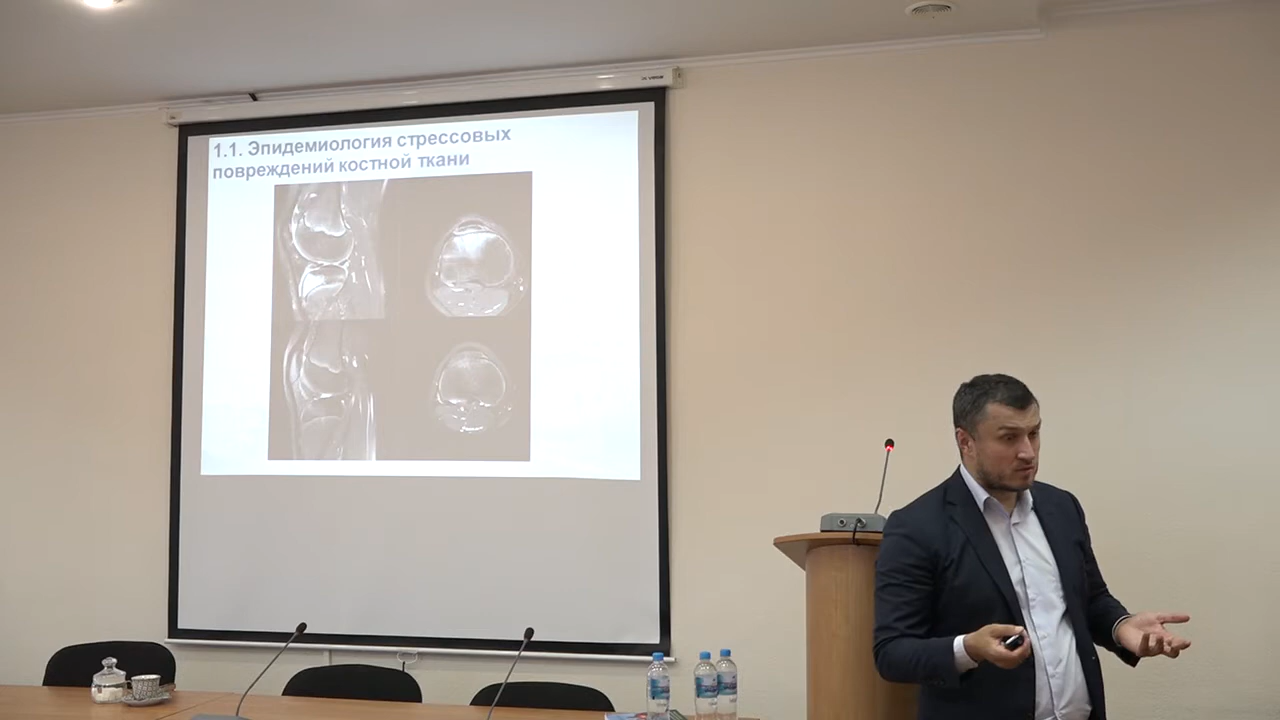 1.1. Эпидемиология стрессовых
повреждений костной ткани